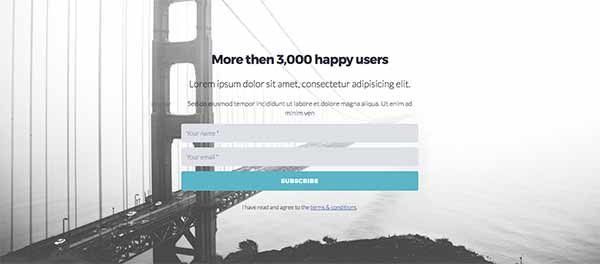 More then 3,000 happy users
Lorem ipsum dolor sit amet, consectetur adipisicing elit.
Sed do eiusmod tempor incididunt ut labore et dolore magna aliqua. Ut enim ad
minim ven
Your name *
Your email *
SUBSCRIBE
I have read and agree to the terms & conditions.